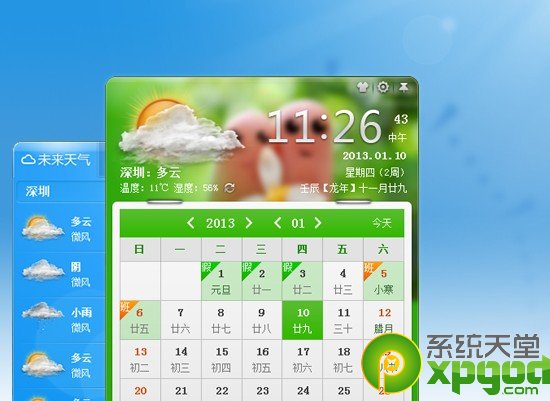 11:26 43
中午
2013.01.10
星期四 (2周)
壬辰【龙年】十一月廿九
深圳：多云
温度：11℃ 湿度：56%
未来天气
深圳
多云
微风
阴
微风
小雨
微风
多云
微风
多云
2013 01 今天
日 一 二 三 四 五 六
假 1 假 2 假 3 4 班 5
元旦 廿一 廿二 廿三 小寒
班 6 7 8 9 10 11 12
廿五 廿六 廿七 廿八 廿九 三十 腊月
13 14 15 16 17 18
初二 初三 初四 初五 初六 初七
20 21 22 23 24 25
系统天堂
xpgod